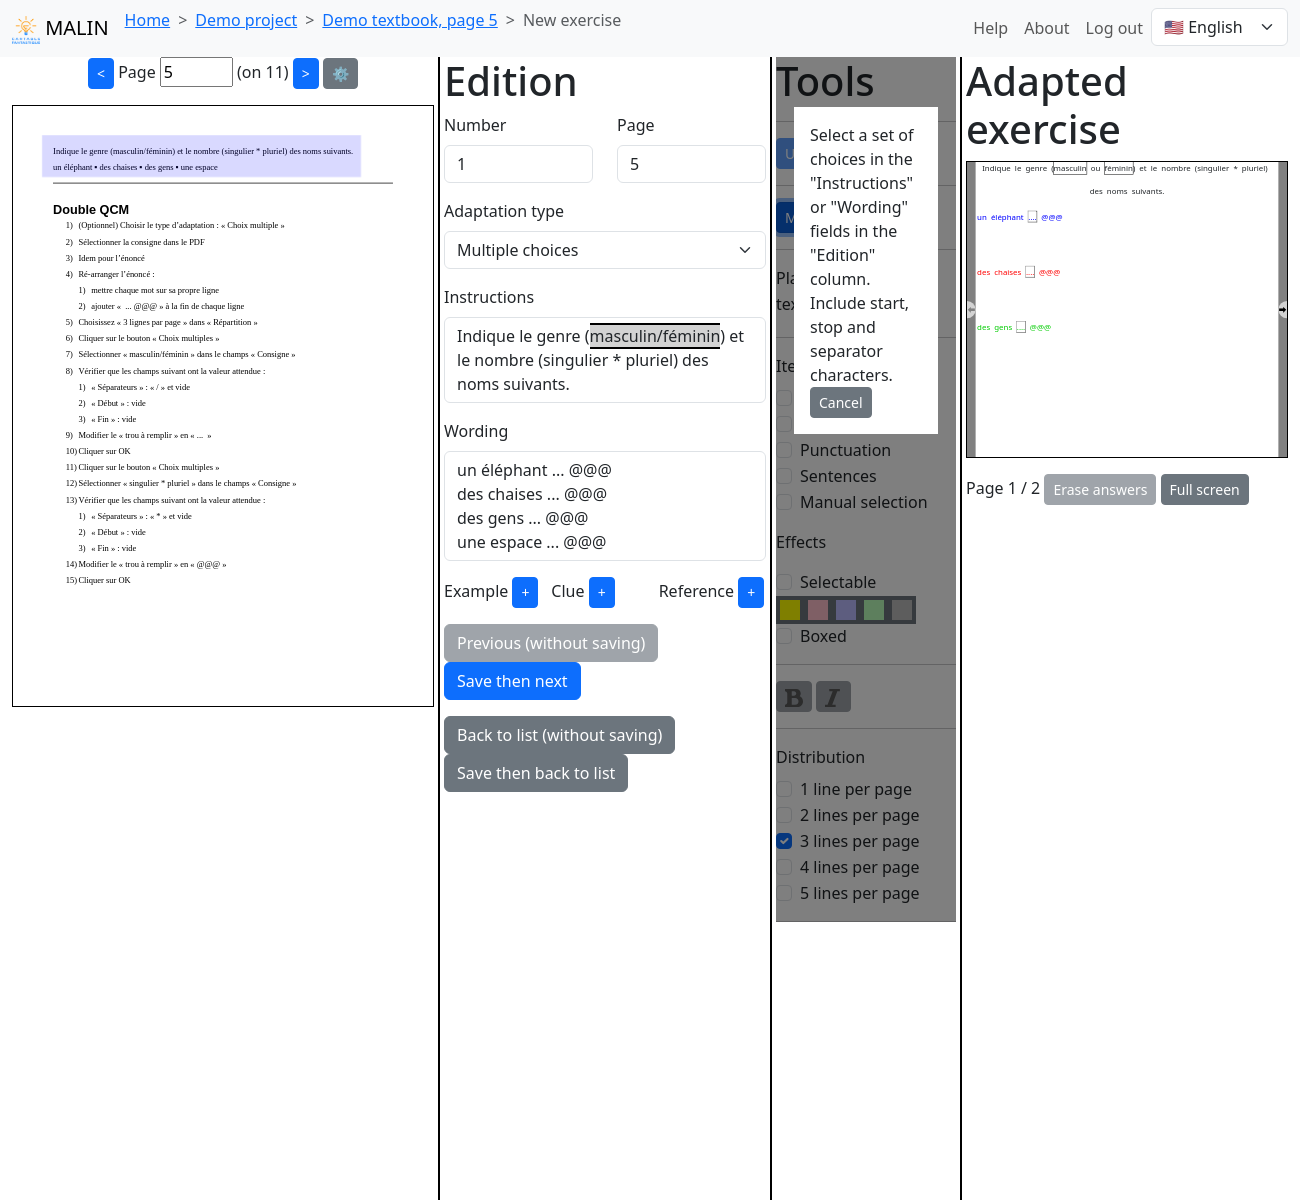 MALIN
Home > Demo project > Demo textbook, page 5 > New exercise
Help About Log out 🇺🇸 English
< Page 5 (on 11) > ⚙️
Indique le genre (masculin/féminin) et le nombre (singulier * pluriel) des noms suivants.
un éléphant • des chaises • des gens • une espace
Double QCM
1) (Optionnel) Choisir le type d’adaptation : « Choix multiple »
2) Sélectionner la consigne dans le PDF
3) Idem pour l’énoncé
4) Ré-arranger l’énoncé :
1) mettre chaque mot sur sa propre ligne
2) ajouter « ... @@@ » à la fin de chaque ligne
5) Choisissez « 3 lignes par page » dans « Répartition »
6) Cliquer sur le bouton « Choix multiples »
7) Sélectionner « masculin/féminin » dans le champs « Consigne »
8) Vérifier que les champs suivant ont la valeur attendue :
1) « Séparateurs » : « / » et vide
2) « Début » : vide
3) « Fin » : vide
9) Modifier le « trou à remplir » en « ... »
10) Cliquer sur OK
11) Cliquer sur le bouton « Choix multiples »
12) Sélectionner « singulier * pluriel » dans le champs « Consigne »
13) Vérifier que les champs suivant ont la valeur attendue :
1) « Séparateurs » : « * » et vide
2) « Début » : vide
3) « Fin » : vide
14) Modifier le « trou à remplir » en « @@@ »
15) Cliquer sur OK
Edition
Number Page
1 5
Adaptation type
Multiple choices
Instructions
Indique le genre (masculin/féminin) et
le nombre (singulier * pluriel) des
noms suivants.
Wording
un éléphant ... @@@
des chaises ... @@@
des gens ... @@@
une espace ... @@@
Example + Clue + Reference +
Previous (without saving)
Save then next
Back to list (without saving)
Save then back to list
Tools
Select a set of
choices in the
"Instructions"
or "Wording"
fields in the
"Edition"
column.
Include start,
stop and
separator
characters.
Cancel
Punctuation
Sentences
Manual selection
Effects
Selectable
Boxed
B I
Distribution
1 line per page
2 lines per page
3 lines per page
4 lines per page
5 lines per page
Adapted
exercise
Indique le genre (masculin ou féminin) et le nombre (singulier * pluriel)
des noms suivants.
un éléphant .... @@@
des chaises .... @@@
des gens .... @@@
Page 1 / 2 Erase answers Full screen